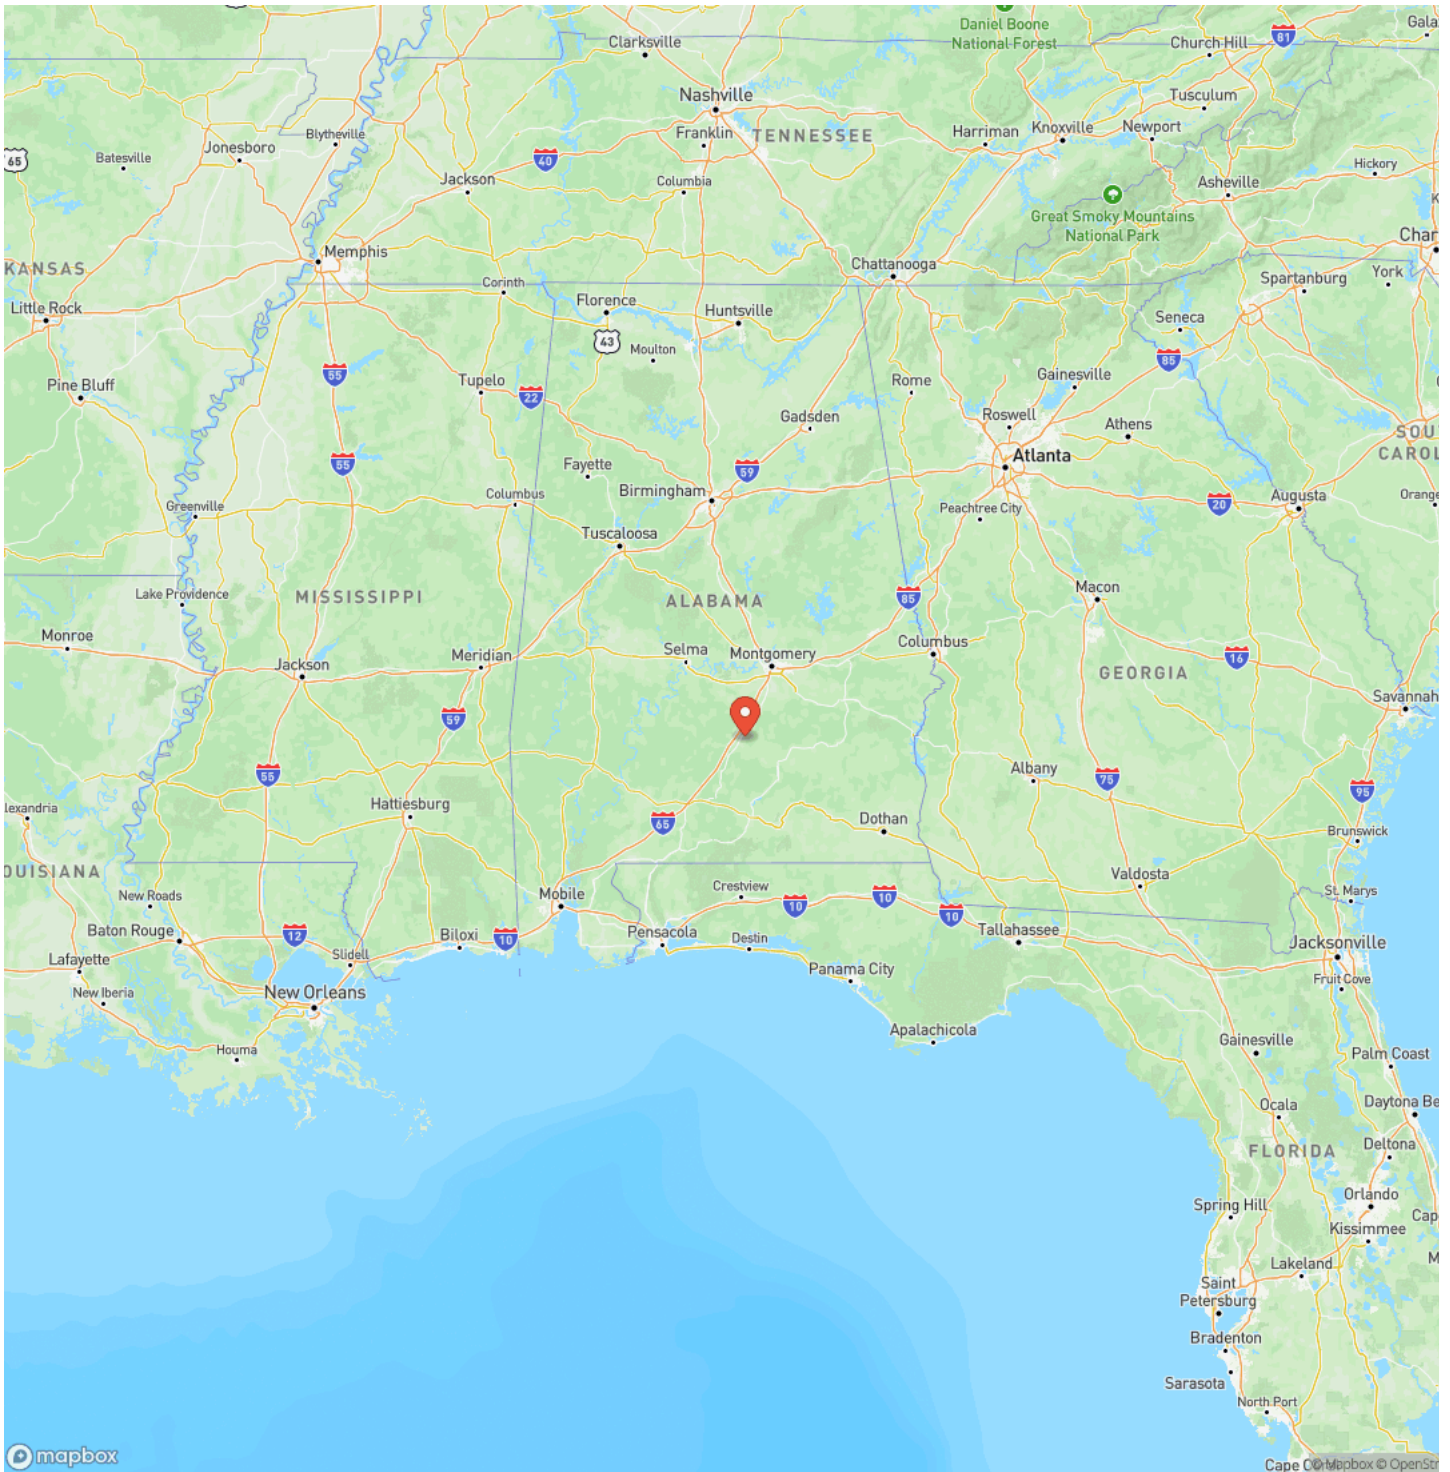 Daniel Boone
National Forest
Gala
Clarksville
Church Hill
81
Nashville
Tusculum
Blytheville
Franklin
TENNESSEE
Harriman
Knoxville
Newport
65
Batesville
Jonesboro
40
Hickory
Jackson
Columbia
Asheville
K
Great Smoky Mountains
National Park
Memphis
Char
KANSAS
Chattanooga
Corinth
Spartanburg
York
Little Rock
Florence
Huntsville
Seneca
43
Moulton
85
55
Pine Bluff
Tupelo
22
Rome
Gainesville
Gadsden
Roswell
Athens
SOU
CAROL
55
Fayette
59
Atlanta
Greenville
Columbus
Birmingham
Peachtree City
20
Augusta
Orange
Tuscaloosa
Lake Providence
MISSISSIPPI
ALABAMA
85
Macon
Monroe
Jackson
Meridian
Selma
Montgomery
Columbus
16
GEORGIA
Savannah
59
55
Albany
75
95
lexandria
Hattiesburg
65
Dothan
Brunswick
OUISIANA
New Roads
Mobile
Crestview
10
10
10
Valdosta
St. Marys
Baton Rouge
12
Slidell
Biloxi
10
Pensacola
Destin
Tallahassee
Jacksonville
Lafayette
New Iberia
New Orleans
Panama City
Fruit Cove
Houma
Apalachicola
Gainesville
Palm Coast
Ocala
Daytona Be
FLORIDA
Deltona
Spring Hill
Orlando
Cap
Kissimmee
M
Lakeland
Saint
Petersburg
Bradenton
Sarasota
North Port
mapbox
Cape C
© Mapbox © OpenStr